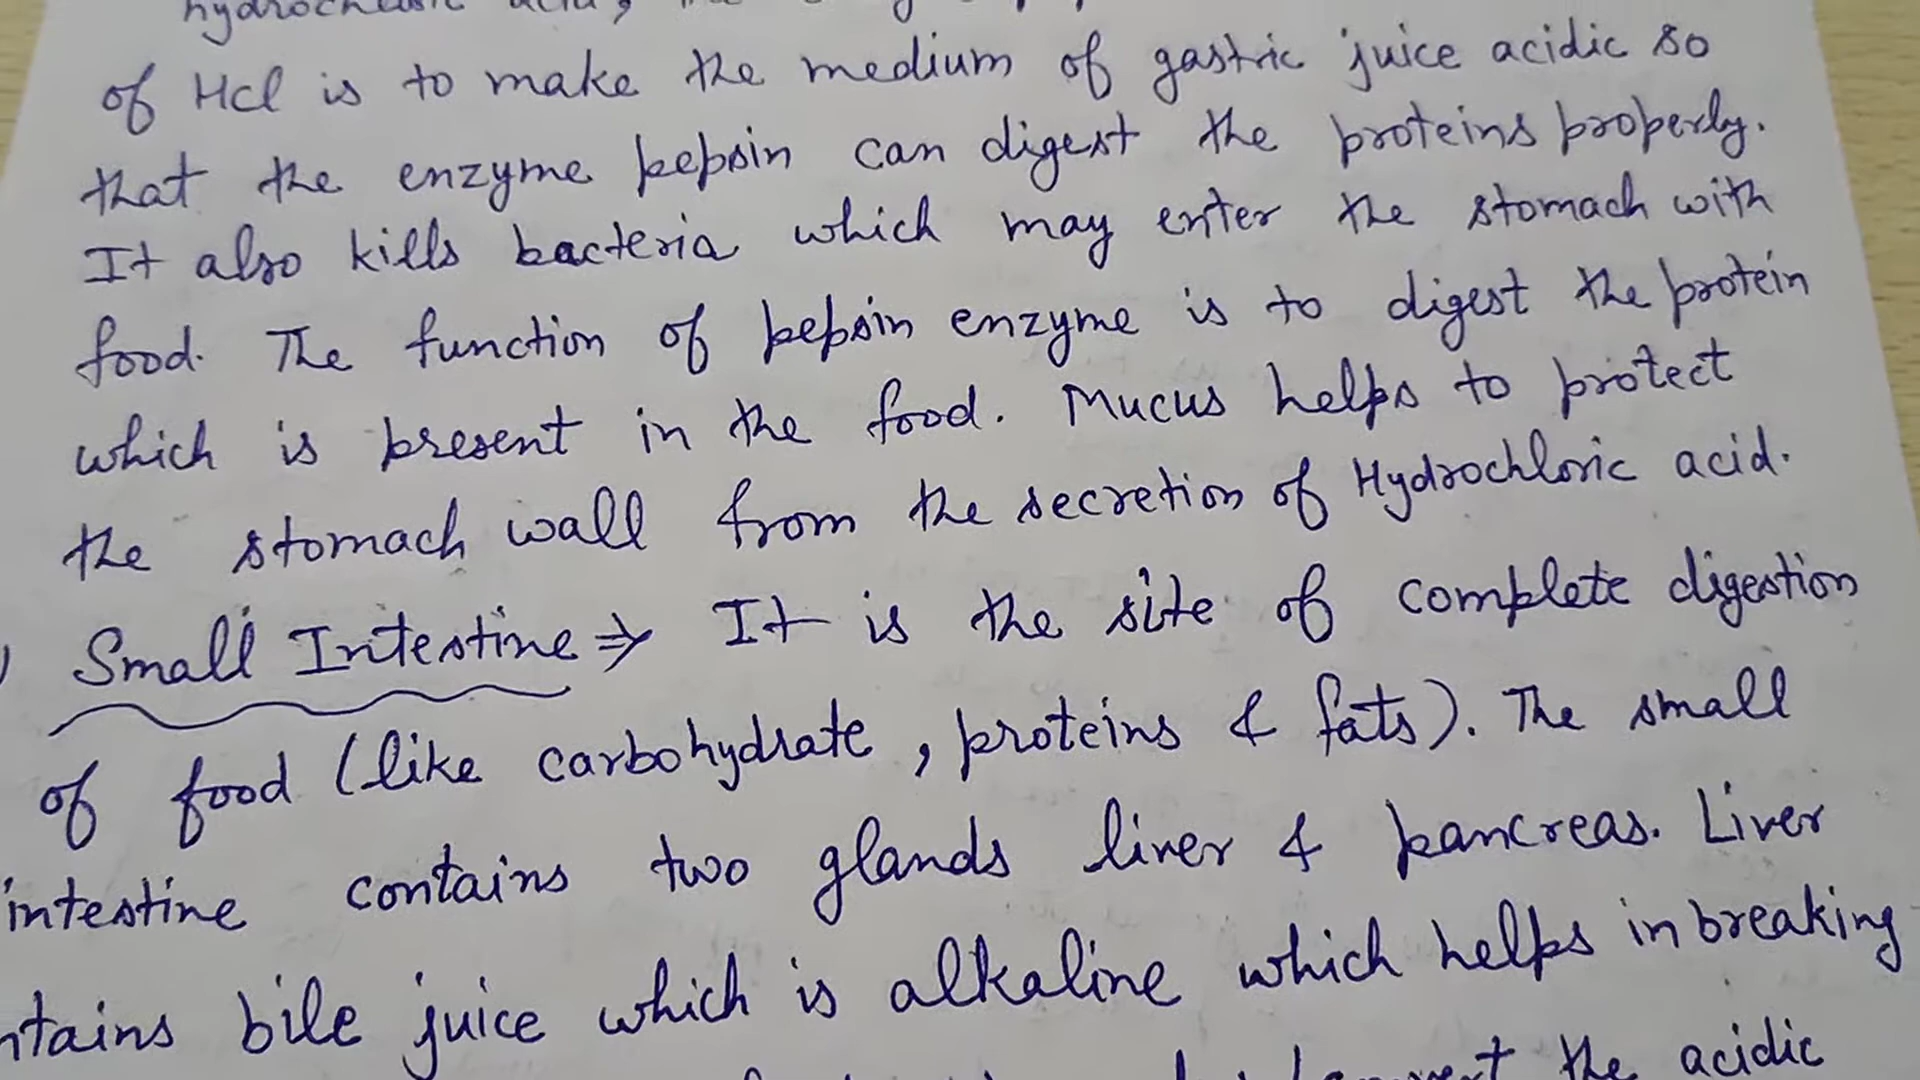 hydrochloric acid,
of Hcl is to make the medium of gastric juice acidic so
that the enzyme pepsin can digest the proteins properly.
It also kills bacteria which may enter the stomach with
food. The function of pepsin enzyme is to digest the protein
which is present in the food. Mucus helps to protect
the stomach wall from the secretion of Hydrochloric acid.
Small Intestine ⇒ It is the site of complete digestion
of food (like carbohydrate, proteins & fats). The small
intestine contains two glands liver & pancreas. Liver
ntains bile juice which is alkaline which helps in breaking
the acidic